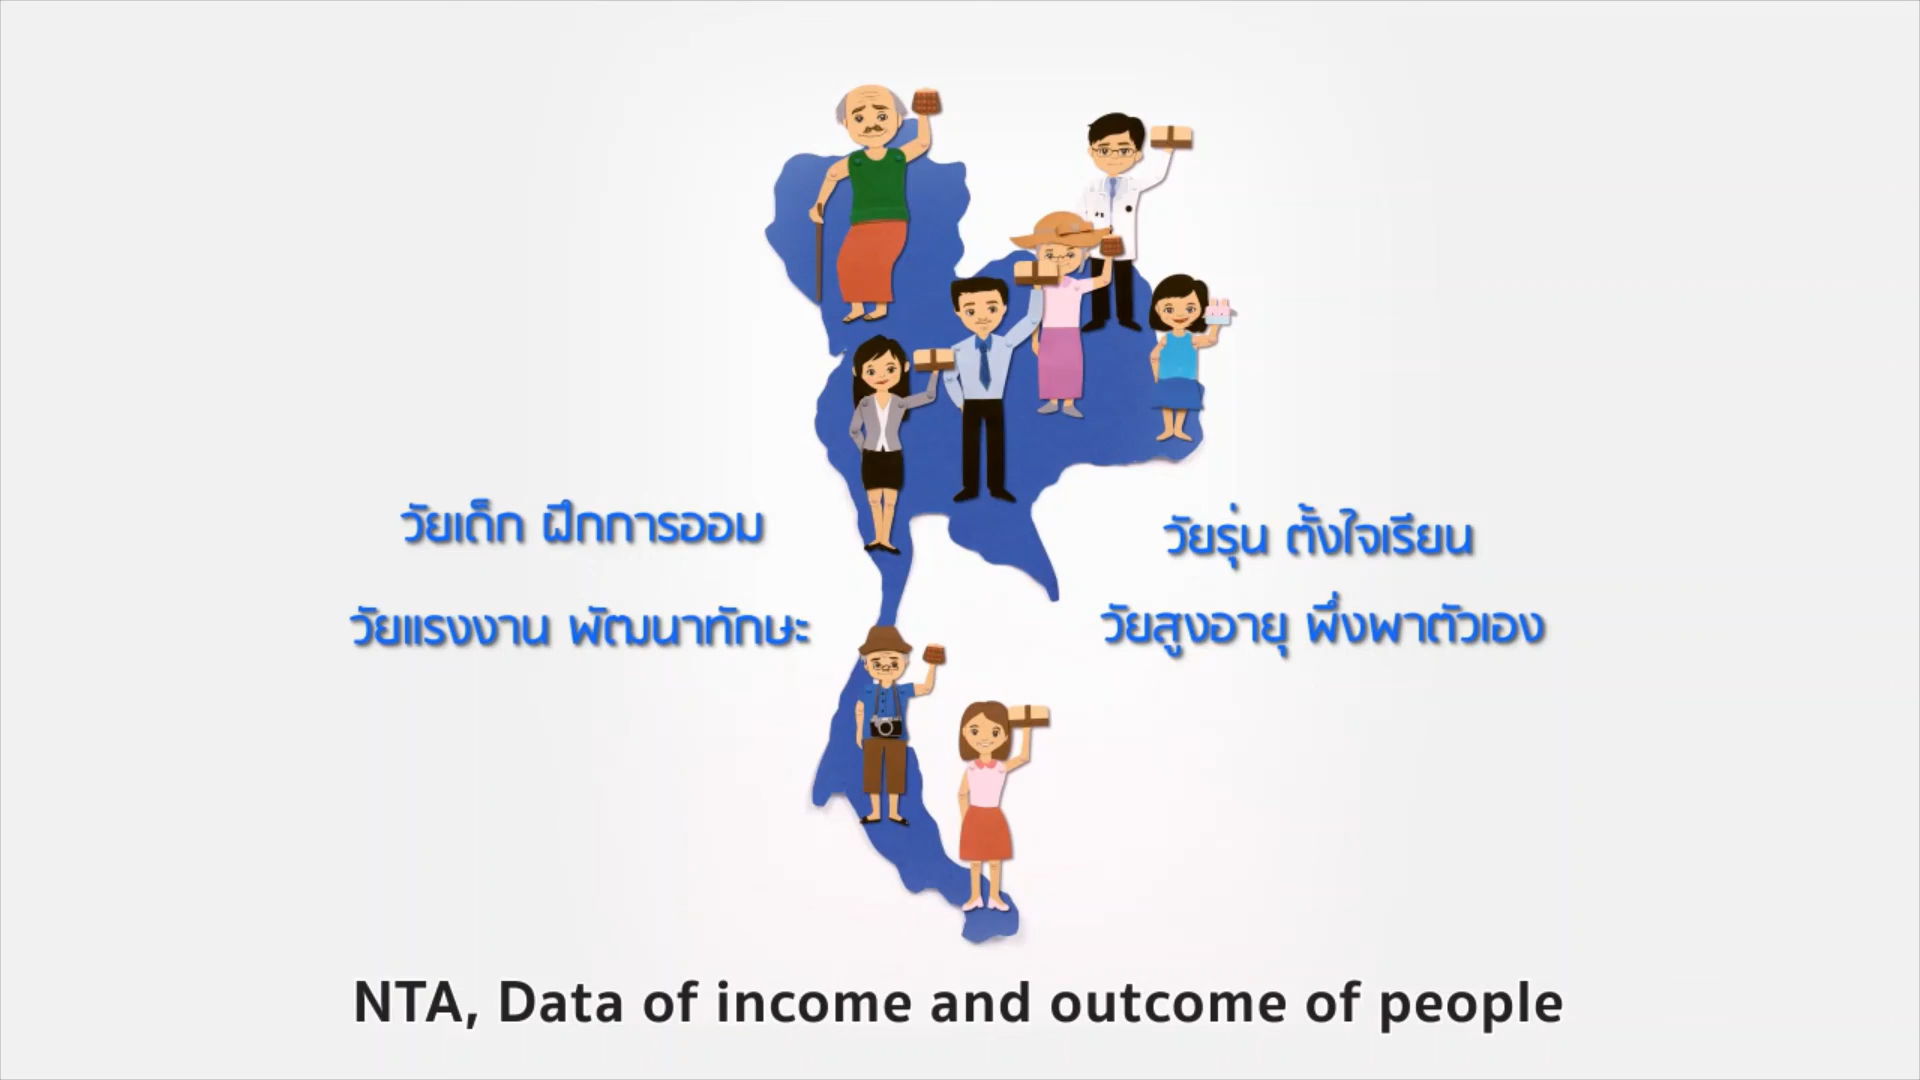 วัยเด็ก ฝึกการออม
วัยรุ่น ตั้งใจเรียน
วัยแรงงาน พัฒนาทักษะ
วัยสูงอายุ พึ่งพาตัวเอง
NTA, Data of income and outcome of people